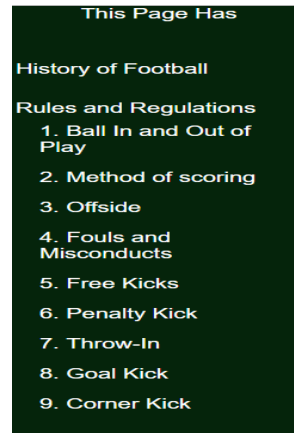 This Page Has
History of Football
Rules and Regulations
1. Ball In and Out of
Play
2. Method of scoring
3. Offside
4. Fouls and
Misconducts
5. Free Kicks
6. Penalty Kick
7. Throw-In
8. Goal Kick
9. Corner Kick